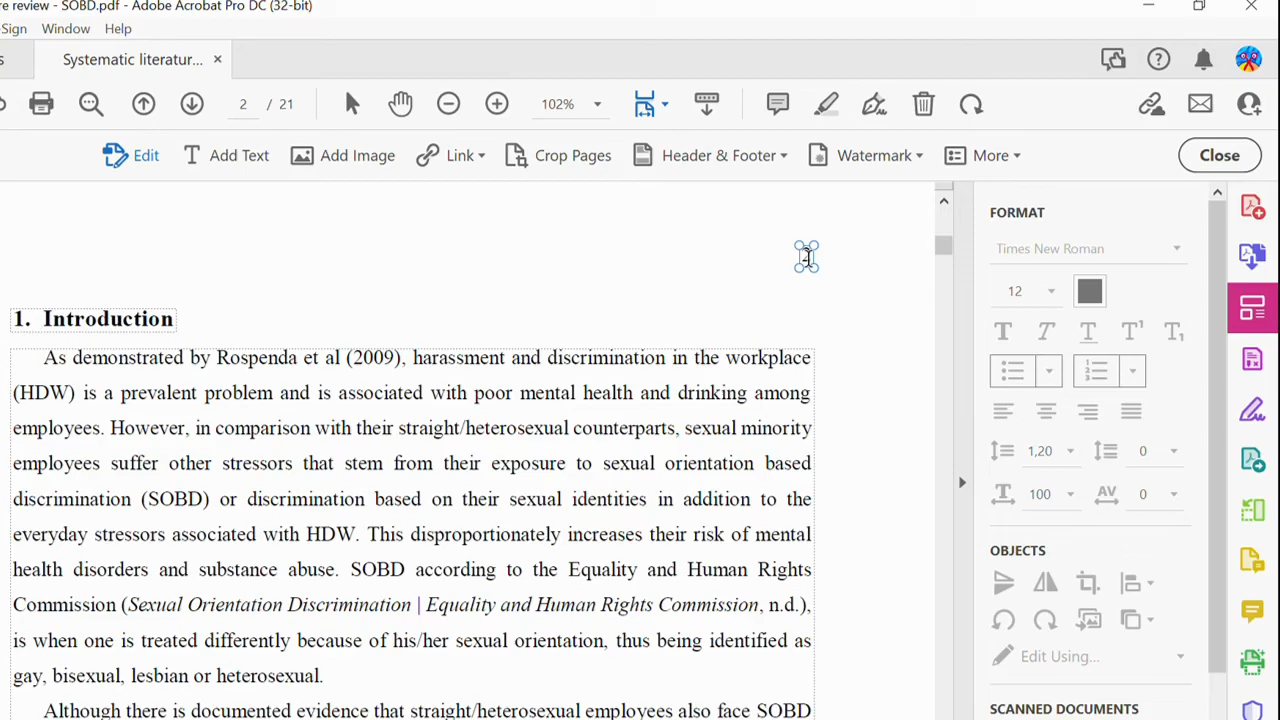 re review - SOBD.pdf - Adobe Acrobat Pro DC (32-bit)
Sign Window Help
s Systematic literatur... ×
2 / 21 102%
Edit Add Text Add Image Link Crop Pages Header & Footer Watermark More Close
FORMAT
Times New Roman
12
1,20 0
100 0
OBJECTS
Edit Using...
SCANNED DOCUMENTS
2
1. Introduction
As demonstrated by Rospenda et al (2009), harassment and discrimination in the workplace
(HDW) is a prevalent problem and is associated with poor mental health and drinking among
employees. However, in comparison with their straight/heterosexual counterparts, sexual minority
employees suffer other stressors that stem from their exposure to sexual orientation based
discrimination (SOBD) or discrimination based on their sexual identities in addition to the
everyday stressors associated with HDW. This disproportionately increases their risk of mental
health disorders and substance abuse. SOBD according to the Equality and Human Rights
Commission (Sexual Orientation Discrimination | Equality and Human Rights Commission, n.d.),
is when one is treated differently because of his/her sexual orientation, thus being identified as
gay, bisexual, lesbian or heterosexual.
Although there is documented evidence that straight/heterosexual employees also face SOBD